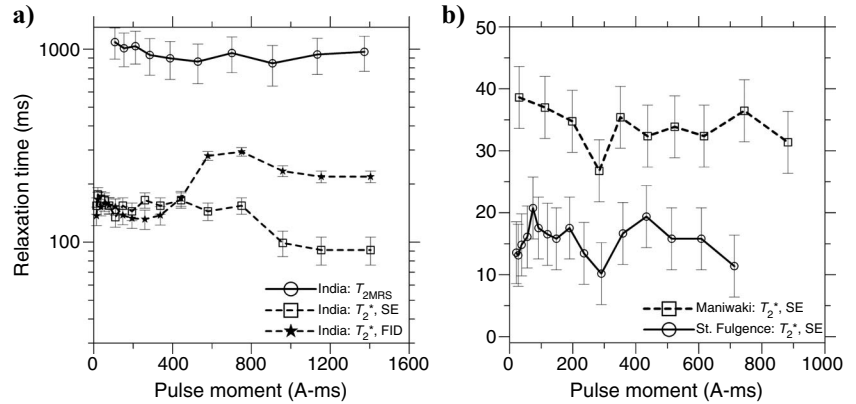 a)
1000
100
Relaxation time (ms)
India: T2MRS
India: T2*, SE
India: T2*, FID
0 400 800 1200 1600
Pulse moment (A-ms)
b)
50
40
30
20
10
0
Maniwaki: T2*, SE
St. Fulgence: T2*, SE
0 200 400 600 800 1000
Pulse moment (A-ms)